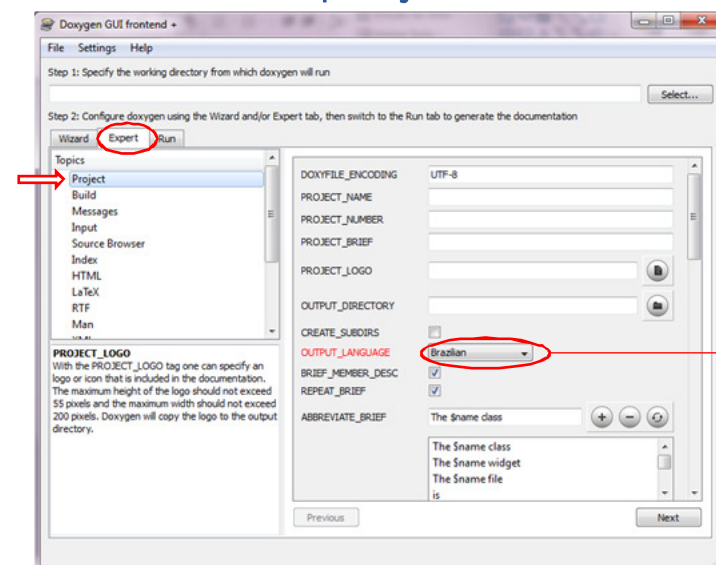 Doxygen GUI frontend +
File Settings Help
Step 1: Specify the working directory from which doxygen will run
Select...
Step 2: Configure doxygen using the Wizard and/or Expert tab, then switch to the Run tab to generate the documentation
Wizard Expert Run
Topics
Project
Build
Messages
Input
Source Browser
Index
HTML
LaTeX
RTF
Man
PROJECT_LOGO
With the PROJECT_LOGO tag one can specify an
logo or icon that is included in the documentation.
The maximum height of the logo should not exceed
55 pixels and the maximum width should not exceed
200 pixels. Doxygen will copy the logo to the output
directory.
DOXYFILE_ENCODING UTF-8
PROJECT_NAME
PROJECT_NUMBER
PROJECT_BRIEF
PROJECT_LOGO
OUTPUT_DIRECTORY
CREATE_SUBDIRS
OUTPUT_LANGUAGE Brazilian
BRIEF_MEMBER_DESC
REPEAT_BRIEF
ABBREVIATE_BRIEF The $name class
The $name class
The $name widget
The $name file
is
Previous Next